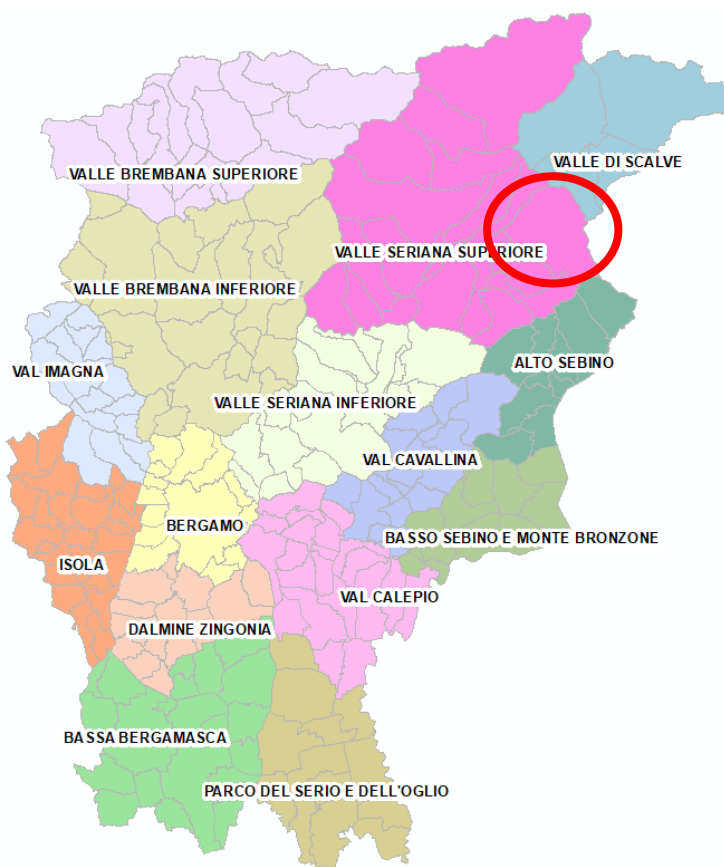 VALLE DI SCALVE
VALLE BREMBANA SUPERIORE
VALLE SERIANA SUPERIORE
VALLE BREMBANA INFERIORE
ALTO SEBINO
VAL IMAGNA
VALLE SERIANA INFERIORE
VAL CAVALLINA
BERGAMO
BASSO SEBINO E MONTE BRONZONE
ISOLA
VAL CALEPIO
DALMINE ZINGONIA
BASSA BERGAMASCA
PARCO DEL SERIO E DELL'OGLIO